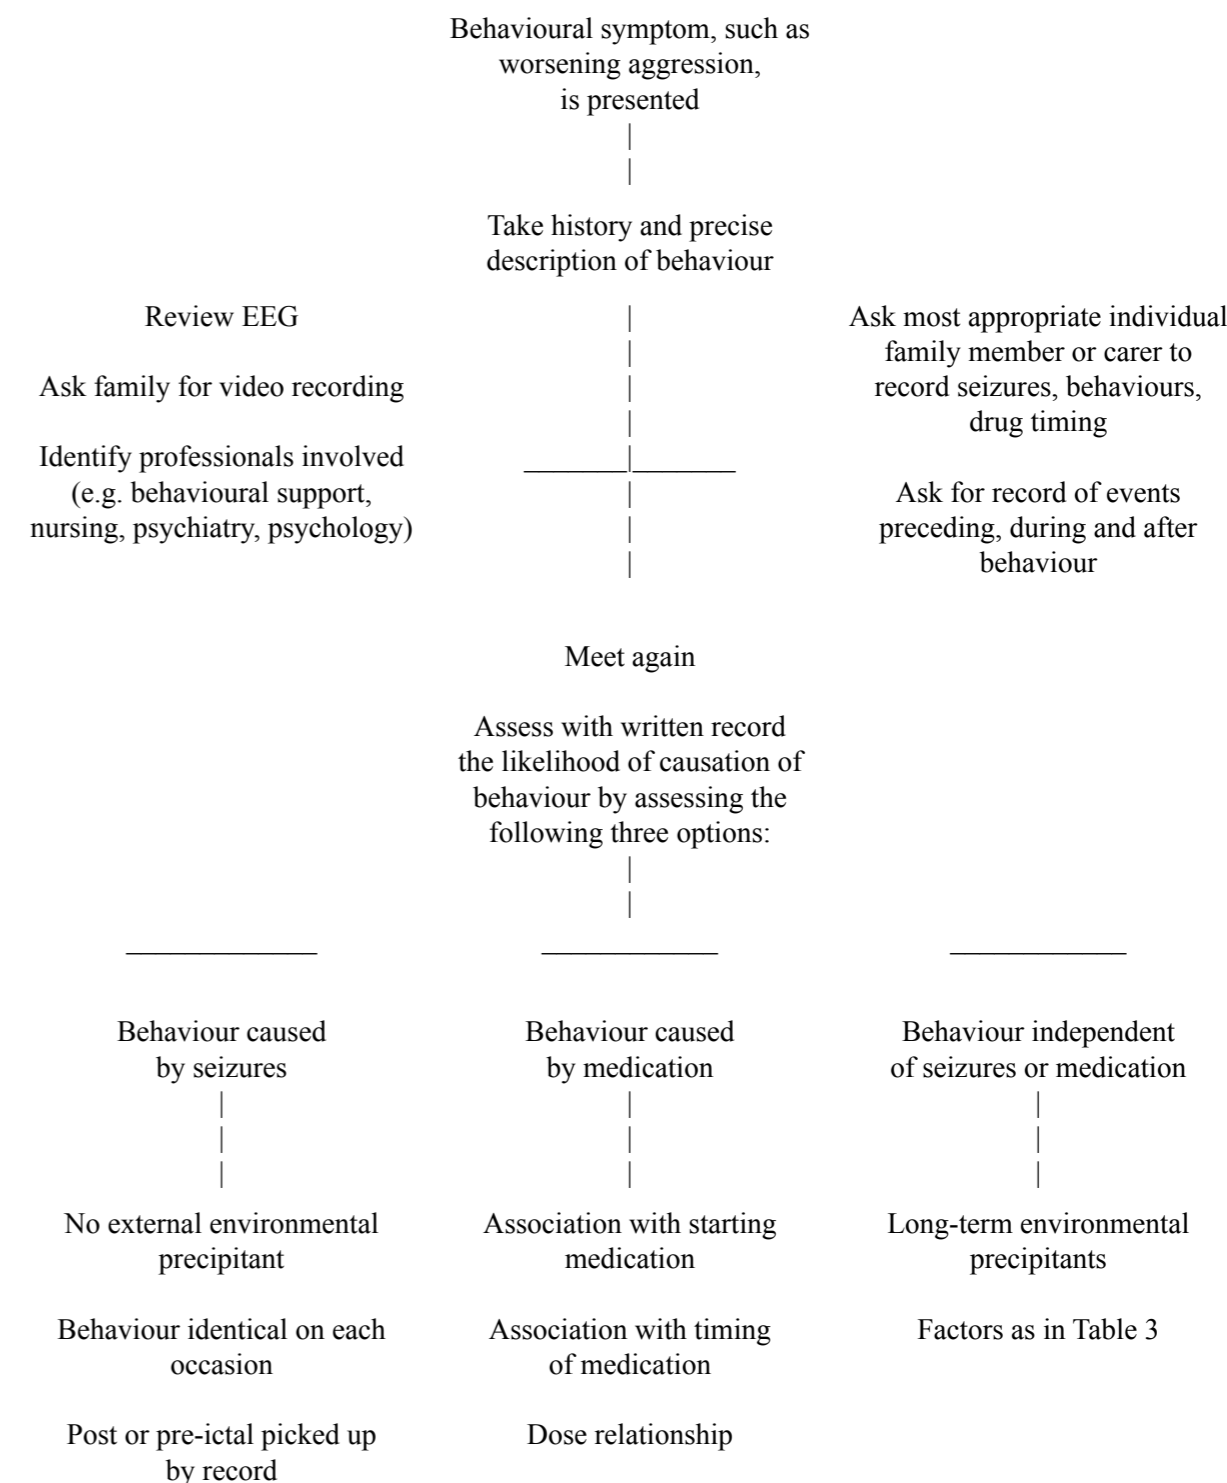 Behavioural symptom, such as
worsening aggression,
is presented
Take history and precise
description of behaviour
Review EEG
Ask family for video recording
Identify professionals involved
(e.g. behavioural support,
nursing, psychiatry, psychology)
Ask most appropriate individual
family member or carer to
record seizures, behaviours,
drug timing
Ask for record of events
preceding, during and after
behaviour
Meet again
Assess with written record
the likelihood of causation of
behaviour by assessing the
following three options:
Behaviour caused
by seizures
No external environmental
precipitant
Behaviour identical on each
occasion
Post or pre-ictal picked up
by record
Behaviour caused
by medication
Association with starting
medication
Association with timing
of medication
Dose relationship
Behaviour independent
of seizures or medication
Long-term environmental
precipitants
Factors as in Table 3